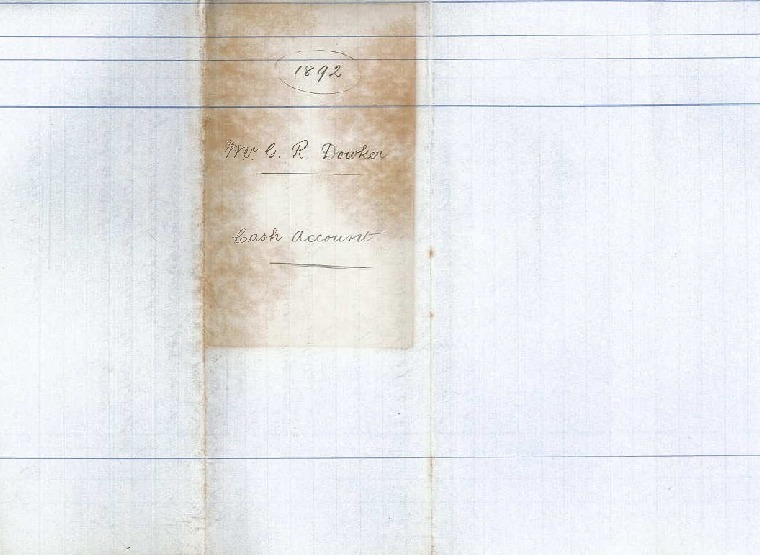 1892
Mr. G. R. Dowker
Cash Account